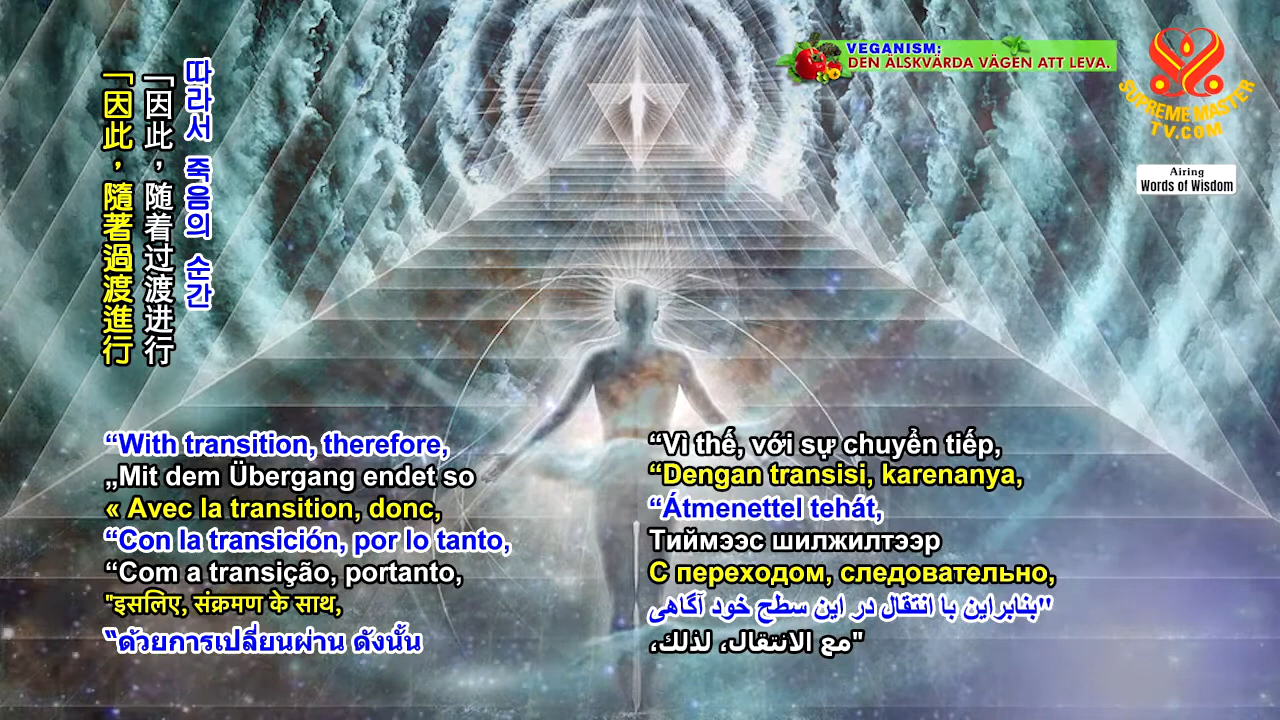 VEGANISM:
DEN ÄLSKVÄRDA VÄGEN ATT LEVA.
SUPREME MASTER
TV.COM
Airing
Words of Wisdom
따라서 죽음의 순간
「因此，随着过渡进行
「因此，隨著過渡進行
“With transition, therefore,
„Mit dem Übergang endet so
« Avec la transition, donc,
“Con la transición, por lo tanto,
“Com a transição, portanto,
"इसलिए, संक्रमण के साथ,
“ด้วยการเปลี่ยนผ่าน ดังนั้น
“Vì thế, với sự chuyển tiếp,
“Dengan transisi, karenanya,
“Átmenettel tehát,
Тиймээс шилжилтээр
С переходом, следовательно,
"بنابراین با انتقال در این سطح خود آگاهی
"مع الانتقال، لذلك،